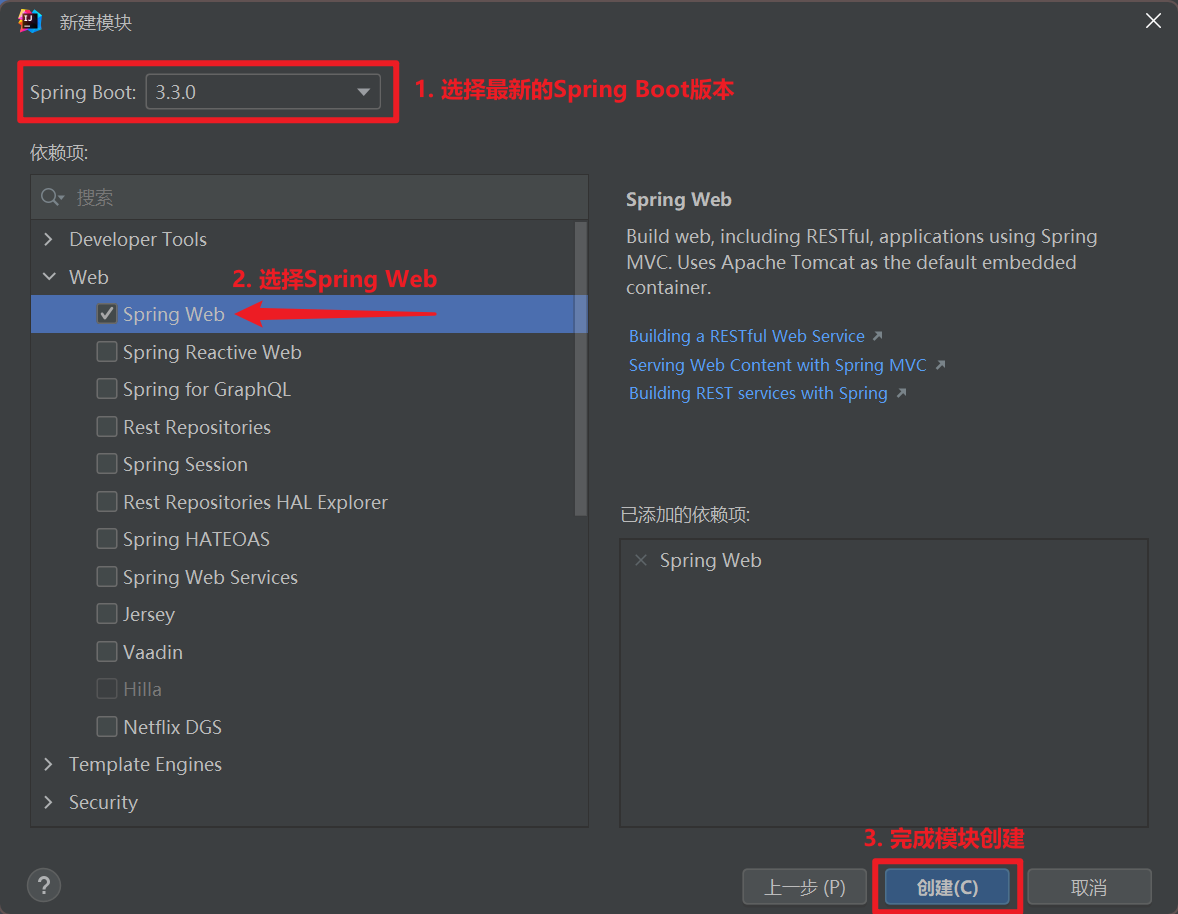 新建模块
Spring Boot:
3.3.0
1. 选择最新的Spring Boot版本
依赖项:
搜索
Developer Tools
Web
2. 选择Spring Web
Spring Web
Spring Reactive Web
Spring for GraphQL
Rest Repositories
Spring Session
Rest Repositories HAL Explorer
Spring HATEOAS
Spring Web Services
Jersey
Vaadin
Hilla
Netflix DGS
Template Engines
Security
Spring Web
Build web, including RESTful, applications using Spring
MVC. Uses Apache Tomcat as the default embedded
container.
Building a RESTful Web Service
Serving Web Content with Spring MVC
Building REST services with Spring
已添加的依赖项:
Spring Web
3. 完成模块创建
?
上一步 (P)
创建(C)
取消